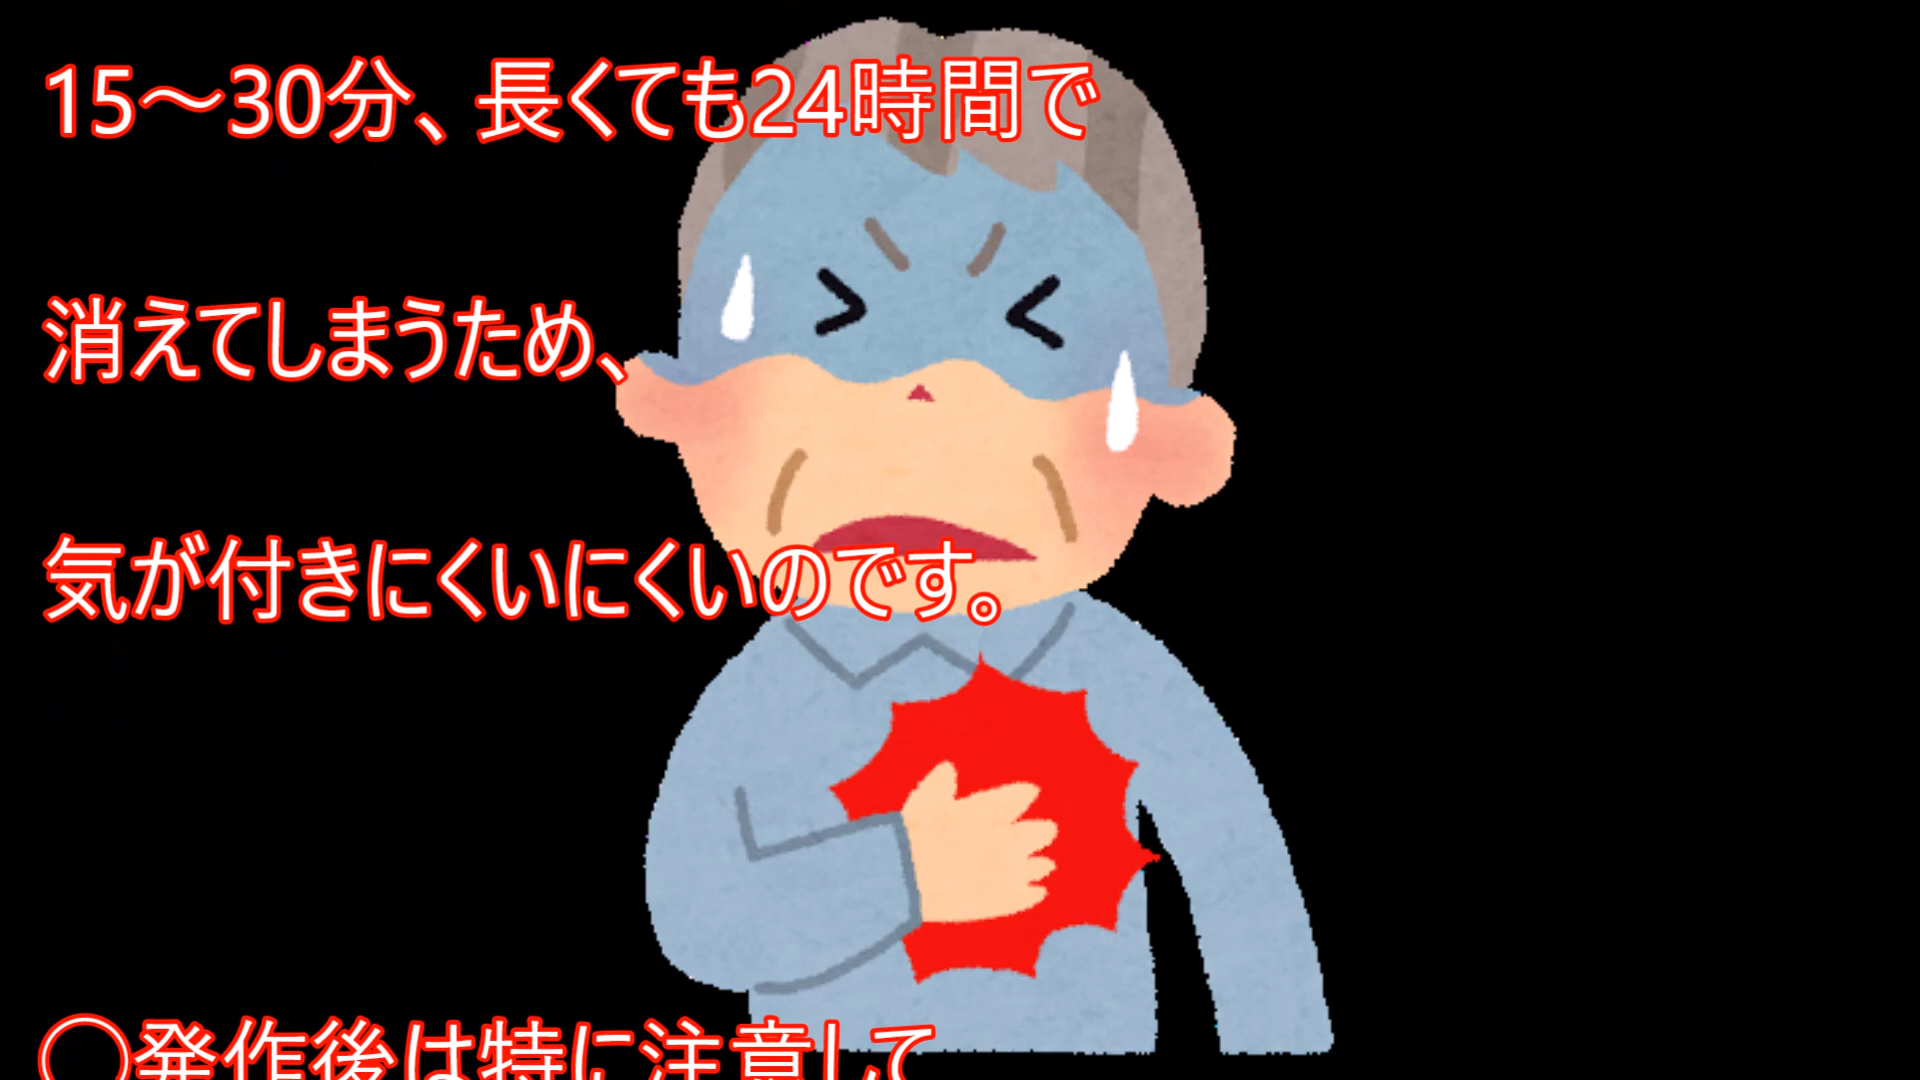 15～30分、長くても24時間で
消えてしまうため、
気が付きにくいにくいのです。
◯発作後は特に注意して